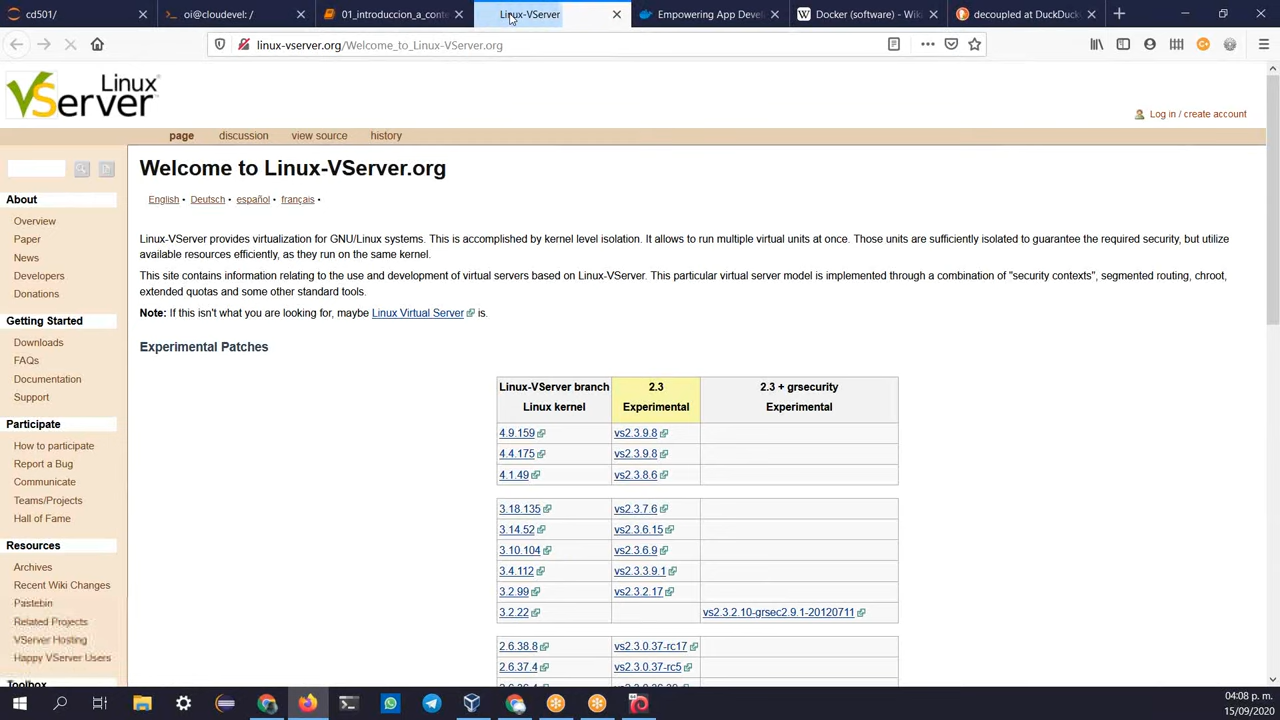 cd501/
oi@cloudevel: /
01_introduccion_a_conte
Linux-VServer
Empowering App Devel
Docker (software) - Wiki
decoupled at DuckDuck
linux-vserver.org/Welcome_to_Linux-VServer.org
Linux
VServer
Log in / create account
page discussion view source history
Welcome to Linux-VServer.org
English • Deutsch • español • français •
About
Overview
Paper
News
Developers
Donations
Getting Started
Downloads
FAQs
Documentation
Support
Participate
How to participate
Report a Bug
Communicate
Teams/Projects
Hall of Fame
Resources
Archives
Recent Wiki Changes
Pastebin
Related Projects
VServer Hosting
Happy VServer Users
Toolbox
Linux-VServer provides virtualization for GNU/Linux systems. This is accomplished by kernel level isolation. It allows to run multiple virtual units at once. Those units are sufficiently isolated to guarantee the required security, but utilize
available resources efficiently, as they run on the same kernel.
This site contains information relating to the use and development of virtual servers based on Linux-VServer. This particular virtual server model is implemented through a combination of "security contexts", segmented routing, chroot,
extended quotas and some other standard tools.
Note: If this isn't what you are looking for, maybe Linux Virtual Server is.
Experimental Patches
Linux-VServer branch 2.3 2.3 + grsecurity
Linux kernel Experimental Experimental
4.9.159 vs2.3.9.8
4.4.175 vs2.3.9.8
4.1.49 vs2.3.8.6
3.18.135 vs2.3.7.6
3.14.52 vs2.3.6.15
3.10.104 vs2.3.6.9
3.4.112 vs2.3.3.9.1
3.2.99 vs2.3.2.17
3.2.22 vs2.3.2.10-grsec2.9.1-20120711
2.6.38.8 vs2.3.0.37-rc17
2.6.37.4 vs2.3.0.37-rc5
04:08 p. m.
15/09/2020